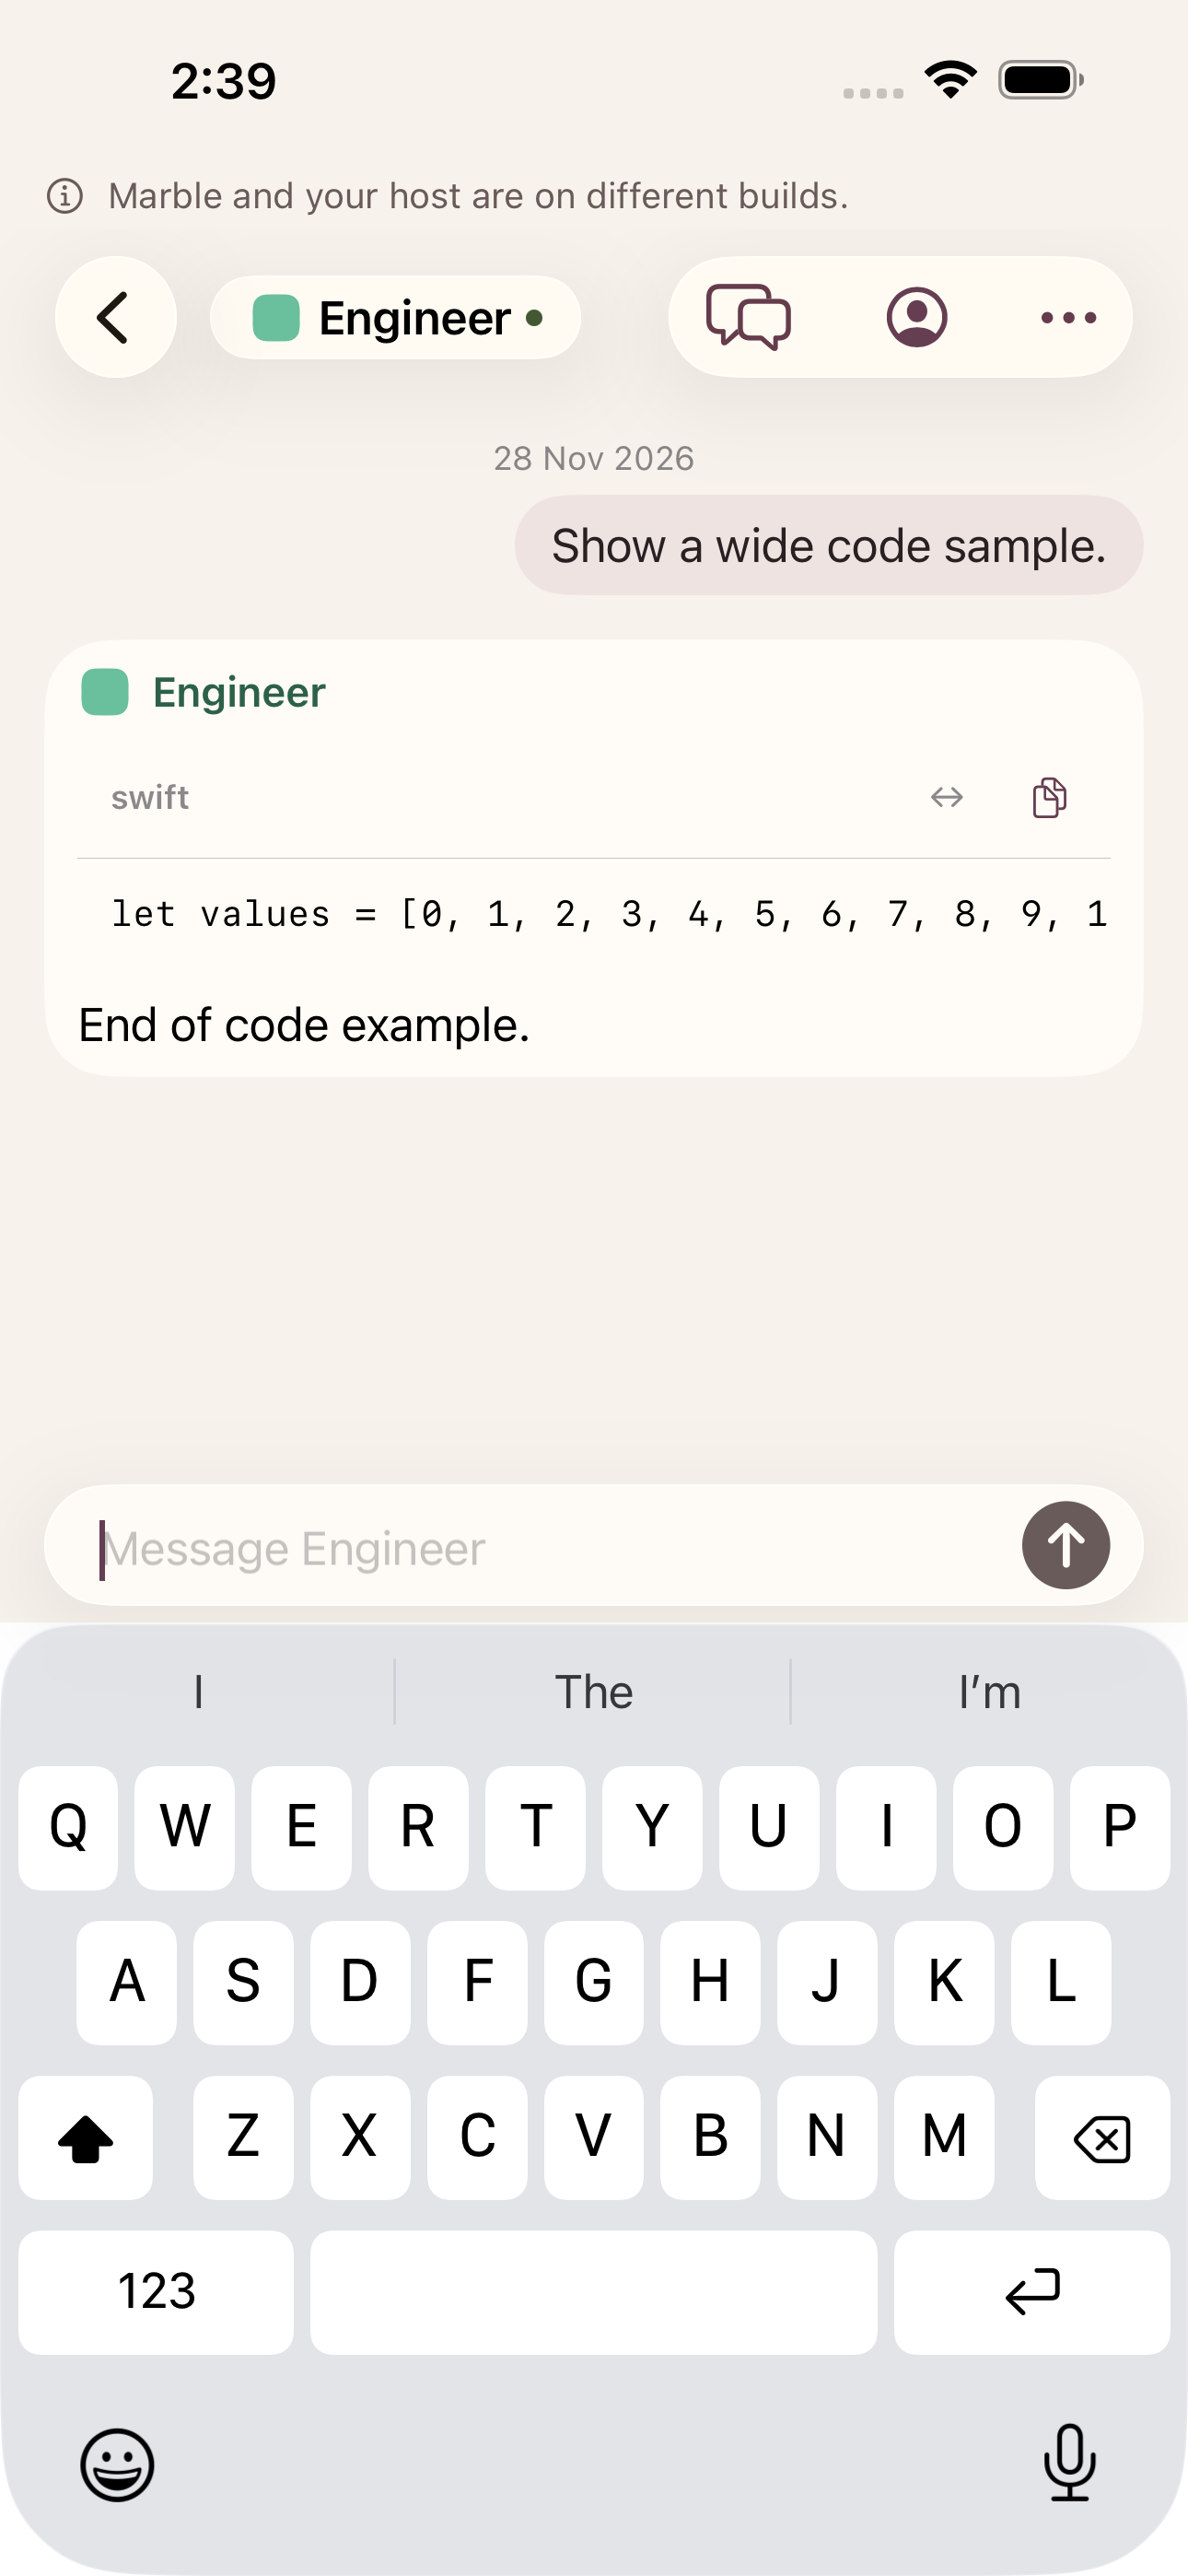 2:39
Marble and your host are on different builds.
Engineer
28 Nov 2026
Show a wide code sample.
Engineer
swift
let values = [0, 1, 2, 3, 4, 5, 6, 7, 8, 9, 1
End of code example.
Message Engineer
I The I’m
Q W E R T Y U I O P
A S D F G H J K L
Z X C V B N M
123